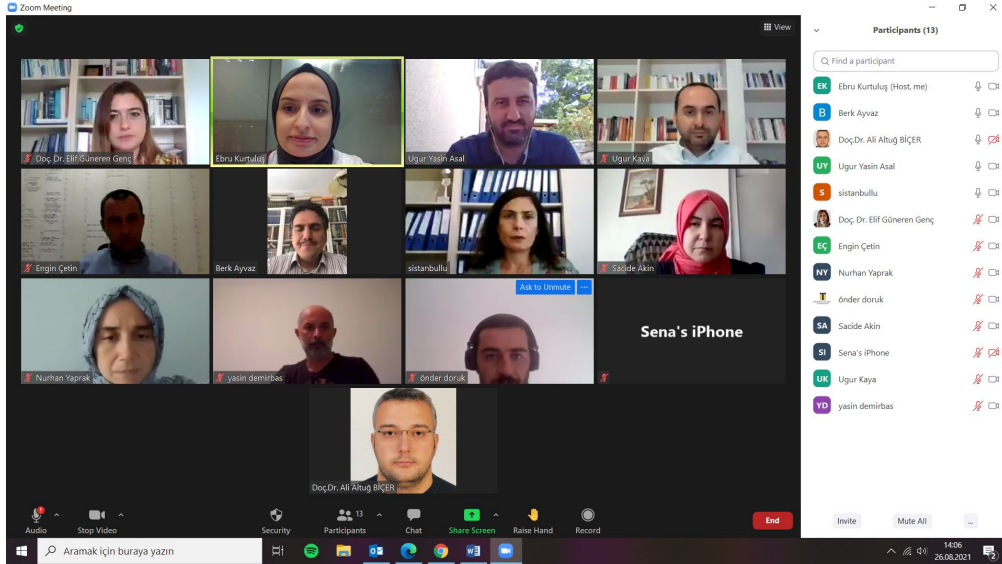 Zoom Meeting
View
Doç. Dr. Elif Güneren Genç
Ebru Kurtuluş
Ugur Yasin Asal
Ugur Kaya
Engin Çetin
Berk Ayvaz
sistanbullu
Sacide Akin
Ask to Unmute
...
Nurhan Yaprak
yasin demirbas
önder doruk
Sena's iPhone
Doç.Dr. Ali Altuğ BİÇER
Audio
Stop Video
Security
Participants
13
Chat
Share Screen
Raise Hand
Record
End
Participants (13)
Find a participant
EK Ebru Kurtuluş (Host, me)
B Berk Ayvaz
Doç.Dr. Ali Altuğ BİÇER
UY Ugur Yasin Asal
S sistanbullu
Doç. Dr. Elif Güneren Genç
EÇ Engin Çetin
NY Nurhan Yaprak
önder doruk
SA Sacide Akin
SI Sena's iPhone
UK Ugur Kaya
YD yasin demirbas
Invite
Mute All
...
Aramak için buraya yazın
14:06
26.08.2021
2